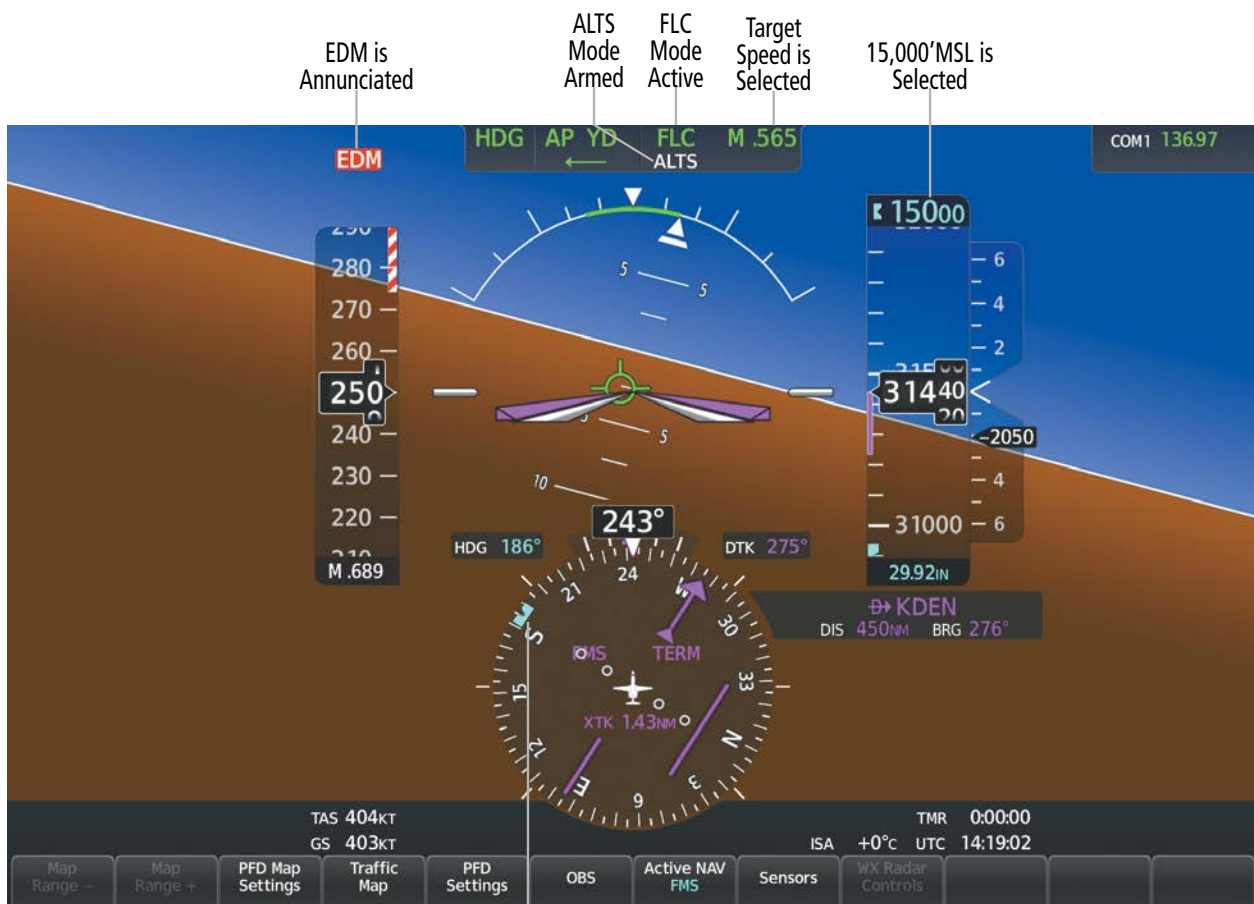 EDM is
Annunciated
ALTS
Mode
Armed
FLC
Mode
Active
Target
Speed is
Selected
15,000’MSL is
Selected
HDG AP YD FLC M .565
←
ALTS
EDM
COM1 136.97
15000
280
270
260
250
240
230
220
M .689
6
4
2
31440
20
-2050
4
31000
6
29.92IN
5 5
5 5
10
243°
HDG 186°
DTK 275°
KDEN
DIS 450NM BRG 276°
24
21
W
30
S
FMS TERM
33
15
XTK 1.43NM
N
12
E
3
6
TAS 404KT
GS 403KT
TMR 0:00:00
ISA +0°C UTC 14:19:02
Map
Range -
Map
Range +
PFD Map
Settings
Traffic
Map
PFD
Settings
OBS
Active NAV
FMS
Sensors
WX Radar
Controls